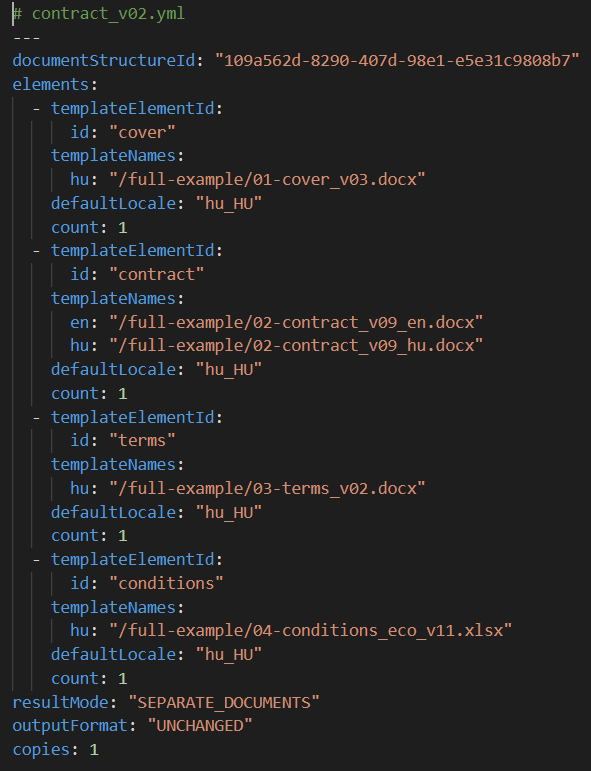 # contract_v02.yml
---
documentStructureId: "109a562d-8290-407d-98e1-e5e31c9808b7"
elements:
  - templateElementId:
      id: "cover"
    templateNames:
      hu: "/full-example/01-cover_v03.docx"
    defaultLocale: "hu_HU"
    count: 1
  - templateElementId:
      id: "contract"
    templateNames:
      en: "/full-example/02-contract_v09_en.docx"
      hu: "/full-example/02-contract_v09_hu.docx"
    defaultLocale: "hu_HU"
    count: 1
  - templateElementId:
      id: "terms"
    templateNames:
      hu: "/full-example/03-terms_v02.docx"
    defaultLocale: "hu_HU"
    count: 1
  - templateElementId:
      id: "conditions"
    templateNames:
      hu: "/full-example/04-conditions_eco_v11.xlsx"
    defaultLocale: "hu_HU"
    count: 1
resultMode: "SEPARATE_DOCUMENTS"
outputFormat: "UNCHANGED"
copies: 1